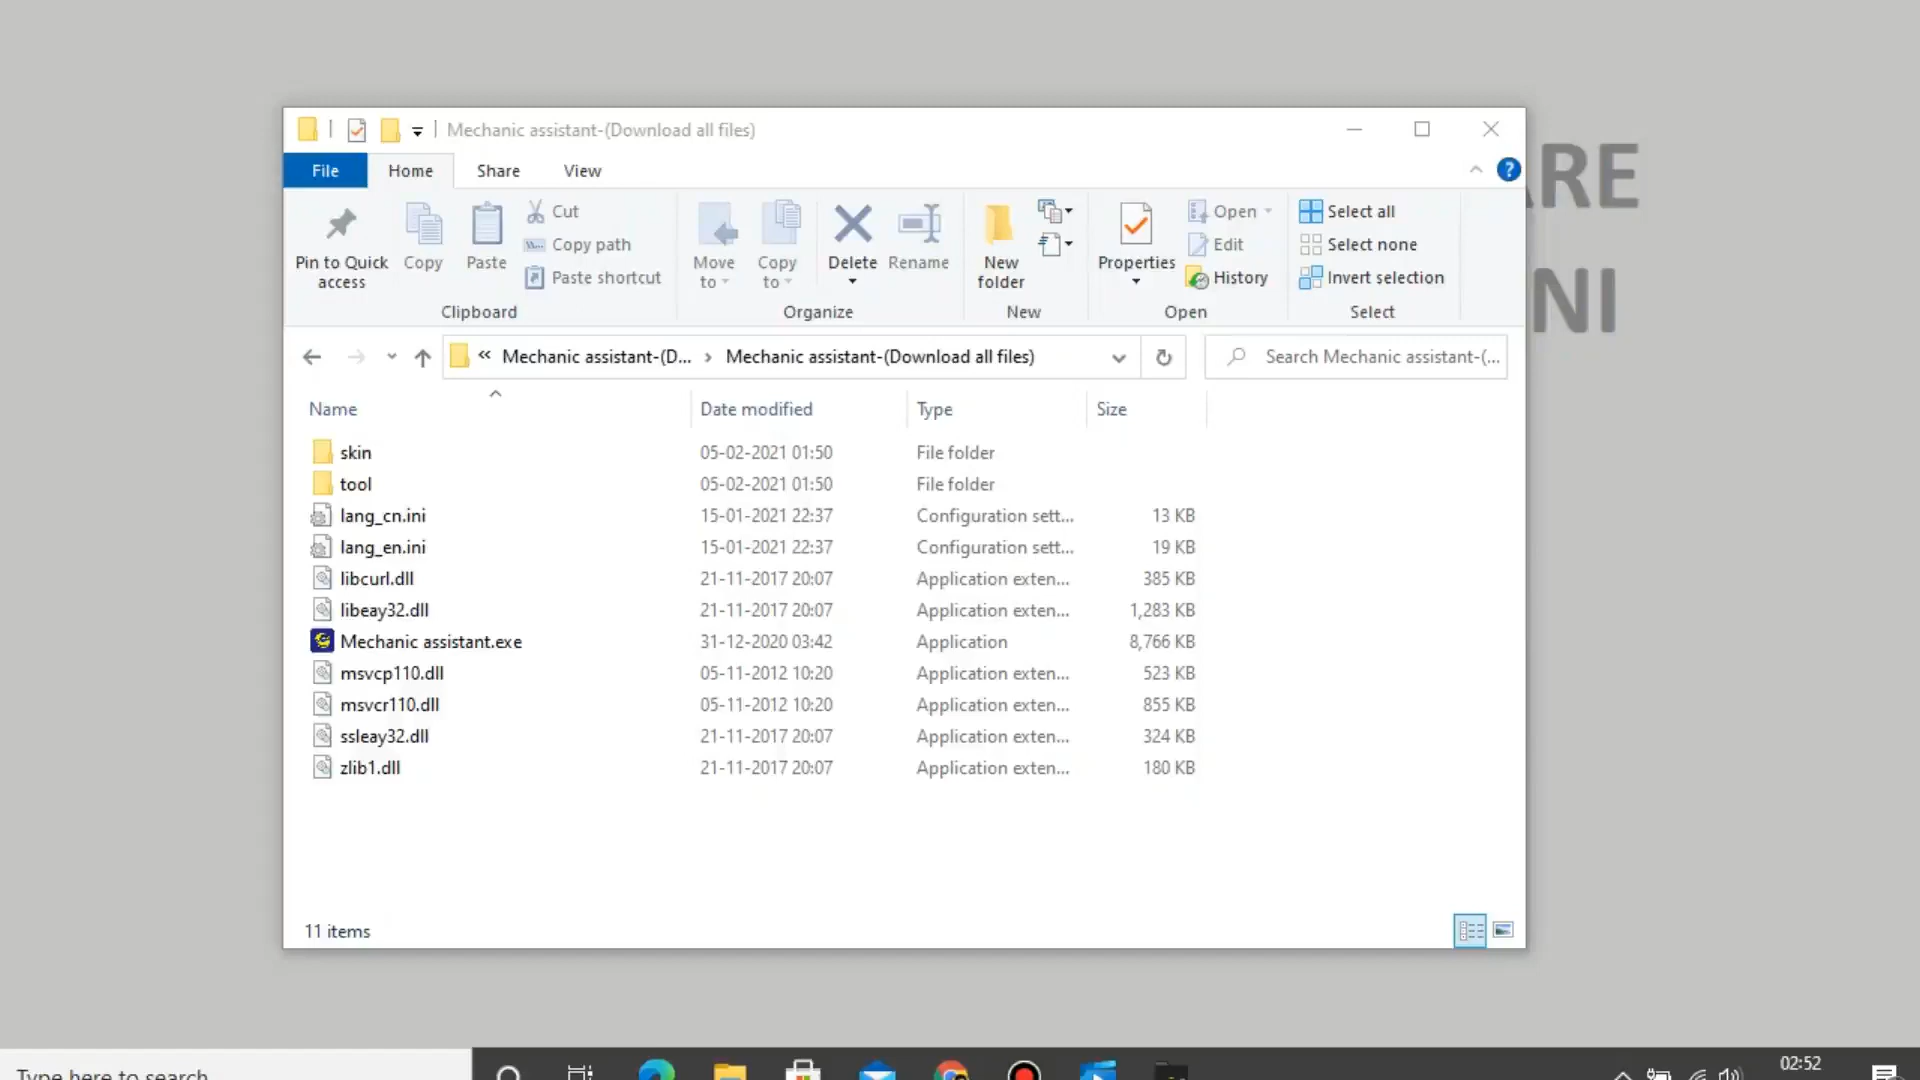 ARE
NI
Mechanic assistant-(Download all files)
File
Home
Share
View
Pin to Quick access
Copy
Paste
Cut
Copy path
Paste shortcut
Clipboard
Move to
Copy to
Delete
Rename
Organize
New folder
New
Properties
Open
Edit
History
Open
Select all
Select none
Invert selection
Select
« Mechanic assistant-(D... › Mechanic assistant-(Download all files)
Search Mechanic assistant-(...
Name Date modified Type Size
skin 05-02-2021 01:50 File folder
tool 05-02-2021 01:50 File folder
lang_cn.ini 15-01-2021 22:37 Configuration sett... 13 KB
lang_en.ini 15-01-2021 22:37 Configuration sett... 19 KB
libcurl.dll 21-11-2017 20:07 Application exten... 385 KB
libeay32.dll 21-11-2017 20:07 Application exten... 1,283 KB
Mechanic assistant.exe 31-12-2020 03:42 Application 8,766 KB
msvcp110.dll 05-11-2012 10:20 Application exten... 523 KB
msvcr110.dll 05-11-2012 10:20 Application exten... 855 KB
ssleay32.dll 21-11-2017 20:07 Application exten... 324 KB
zlib1.dll 21-11-2017 20:07 Application exten... 180 KB
11 items
Type here to search
02:52